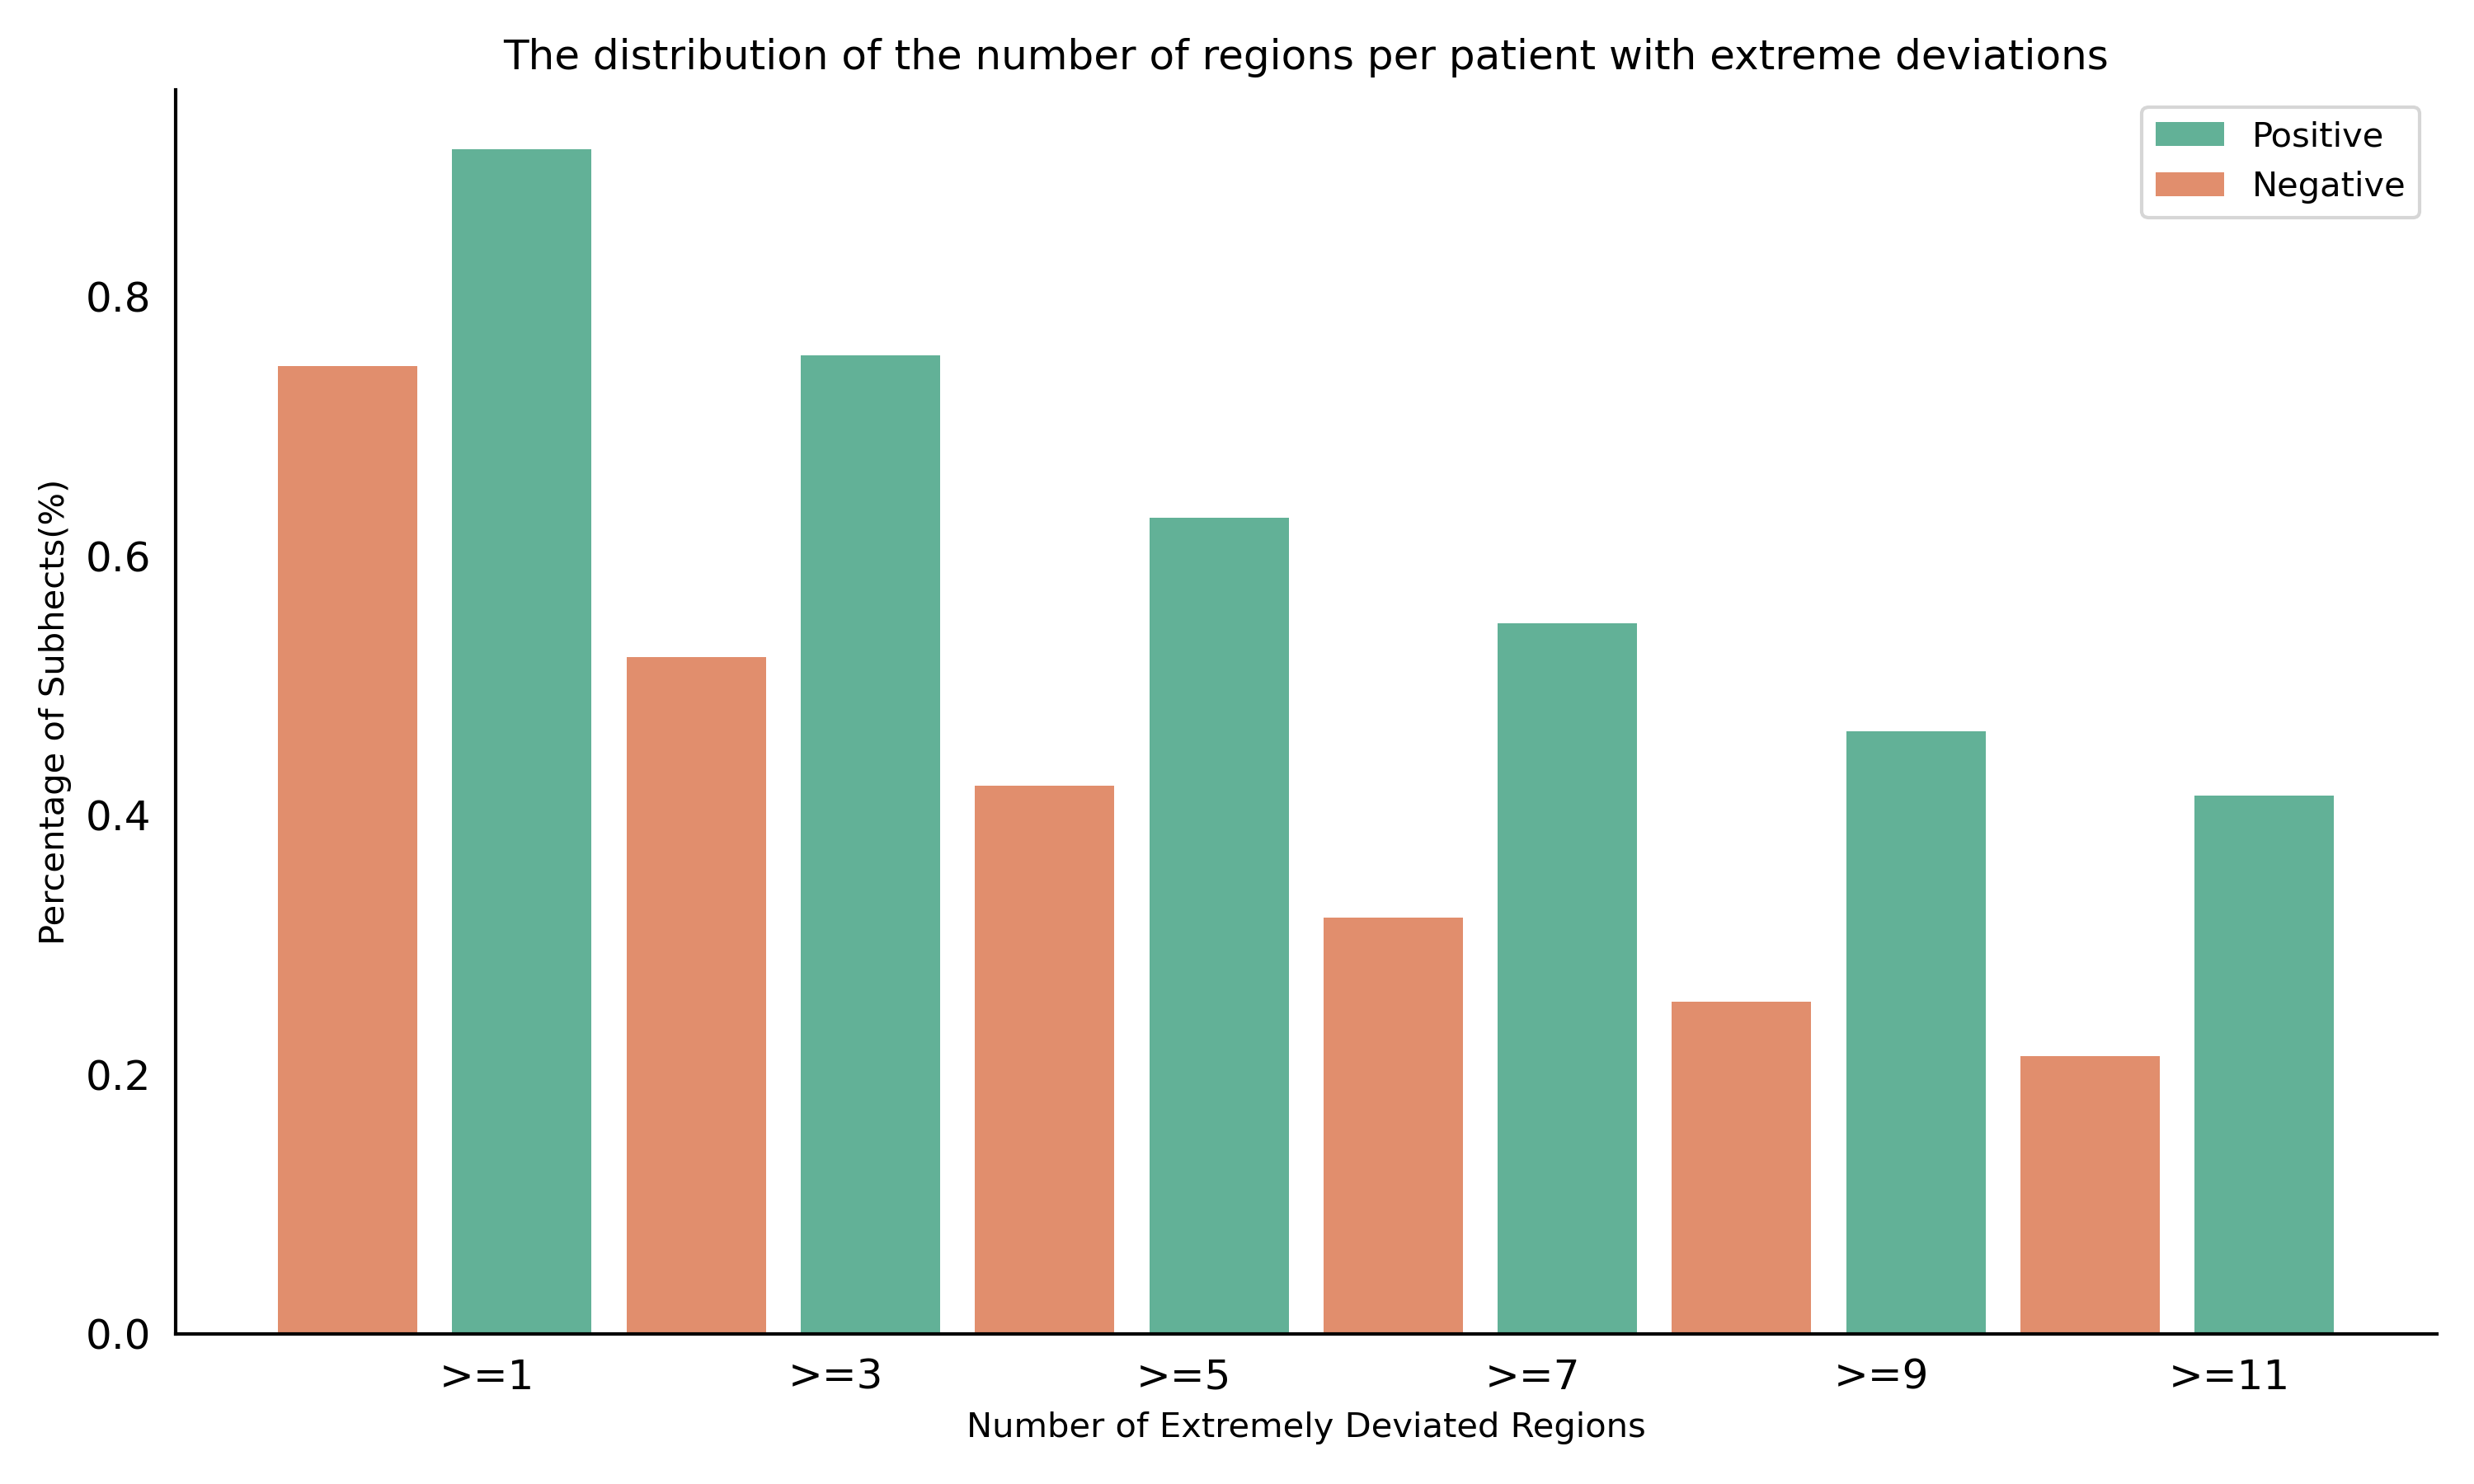 The distribution of the number of regions per patient with extreme deviations
Positive
Negative
Percentage of Subhects(%)
0.8
0.6
0.4
0.2
0.0
>=1
>=3
>=5
>=7
>=9
>=11
Number of Extremely Deviated Regions